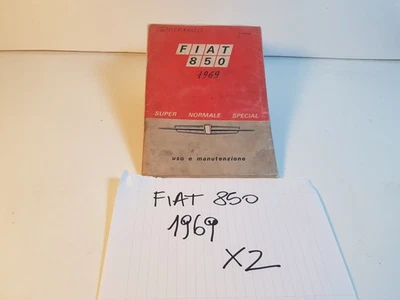 FIAT
850
1969
SUPER NORMALE SPECIAL
uso e manutenzione
FIAT 850
1969
X2